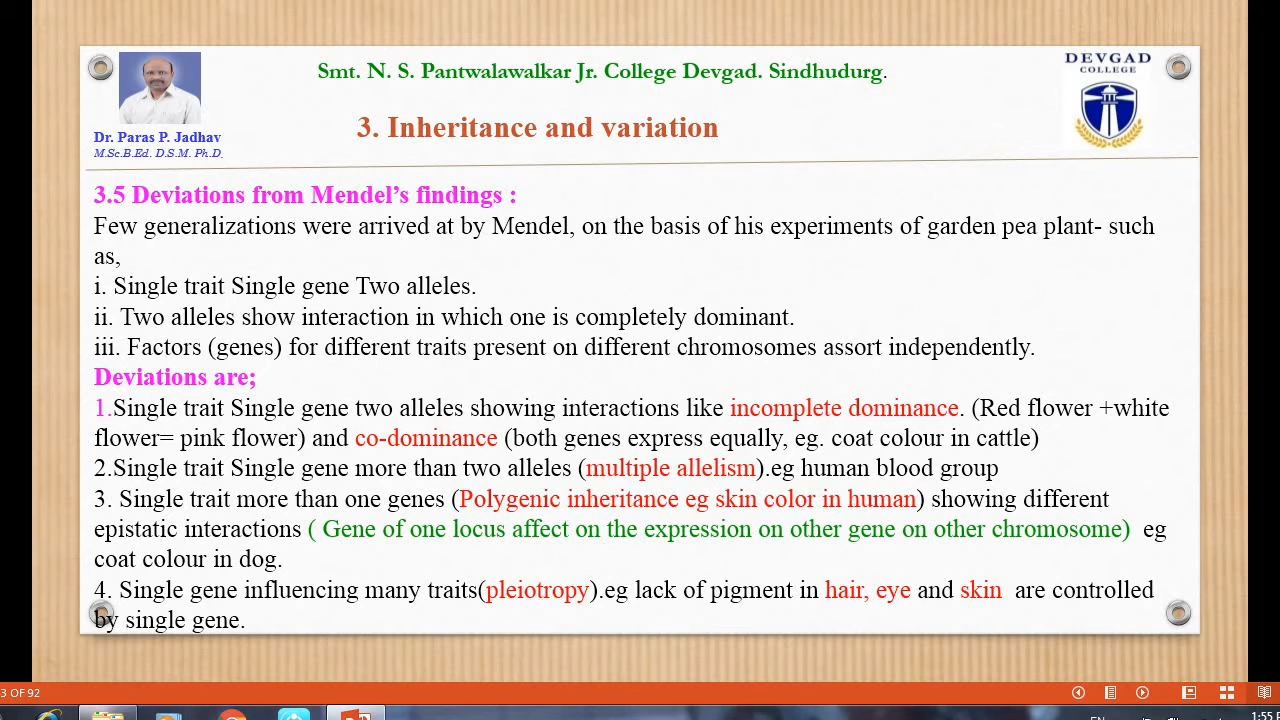 Smt. N. S. Pantwalawalkar Jr. College Devgad. Sindhudurg.
DEVGAD
COLLEGE
3. Inheritance and variation
Dr. Paras P. Jadhav
M.Sc.B.Ed. D.S.M. Ph.D.
3.5 Deviations from Mendel’s findings :
Few generalizations were arrived at by Mendel, on the basis of his experiments of garden pea plant- such
as,
i. Single trait Single gene Two alleles.
ii. Two alleles show interaction in which one is completely dominant.
iii. Factors (genes) for different traits present on different chromosomes assort independently.
Deviations are;
1.Single trait Single gene two alleles showing interactions like incomplete dominance. (Red flower +white
flower= pink flower) and co-dominance (both genes express equally, eg. coat colour in cattle)
2.Single trait Single gene more than two alleles (multiple allelism).eg human blood group
3. Single trait more than one genes (Polygenic inheritance eg skin color in human) showing different
epistatic interactions ( Gene of one locus affect on the expression on other gene on other chromosome) eg
coat colour in dog.
4. Single gene influencing many traits(pleiotropy).eg lack of pigment in hair, eye and skin are controlled
by single gene.
3 OF 92